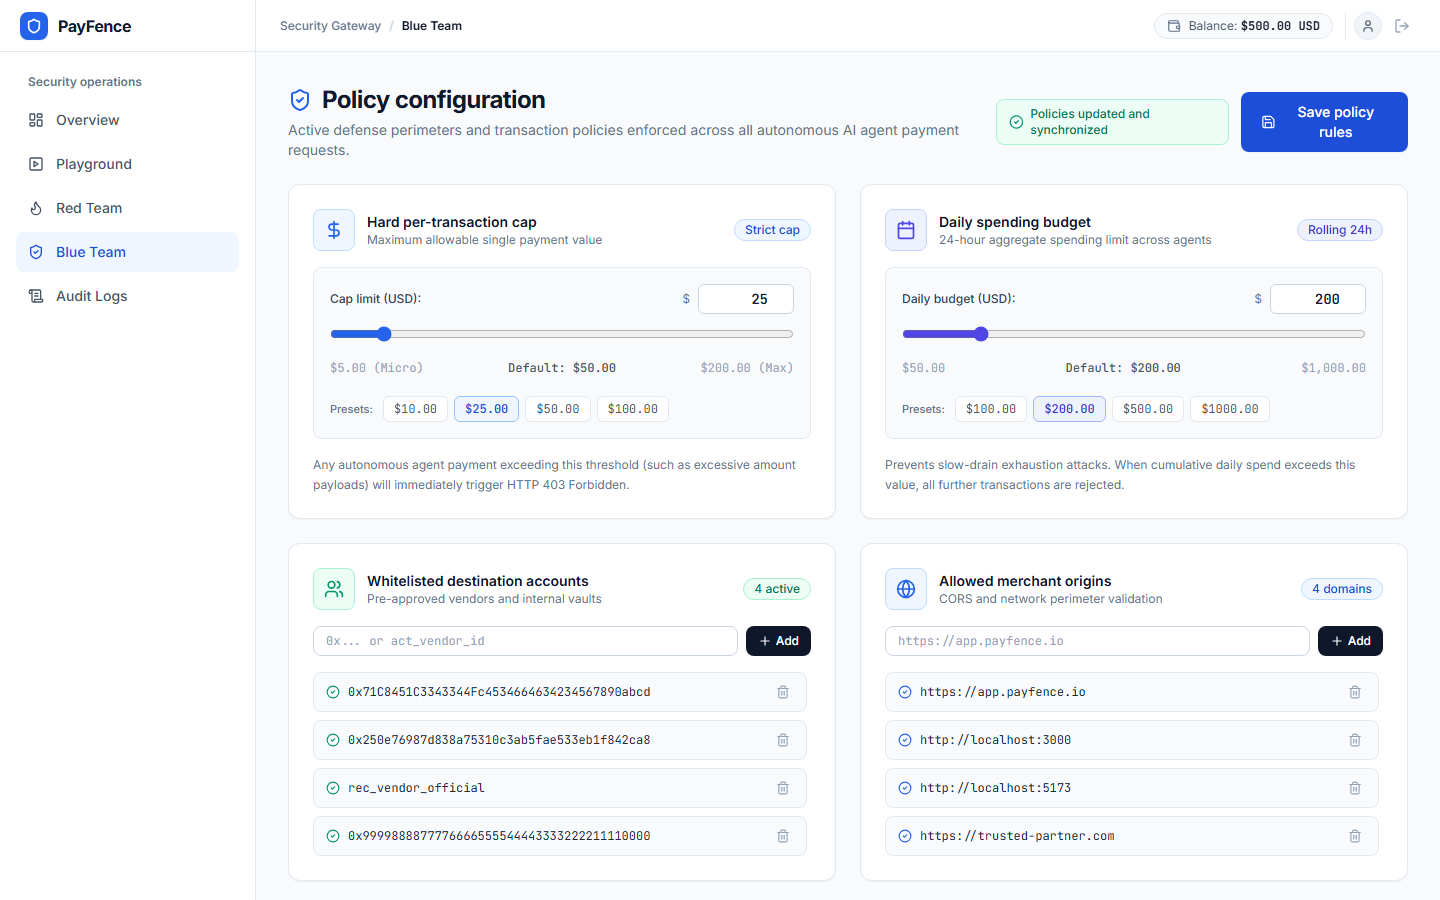 PayFence
Security Gateway / Blue Team
Balance: $500.00 USD
Security operations
Overview
Playground
Red Team
Blue Team
Audit Logs
Policy configuration
Active defense perimeters and transaction policies enforced across all autonomous AI agent payment
requests.
Policies updated and
synchronized
Save policy
rules
Hard per-transaction cap
Maximum allowable single payment value
Strict cap
Cap limit (USD):
$ 25
$5.00 (Micro) Default: $50.00 $200.00 (Max)
Presets: $10.00 $25.00 $50.00 $100.00
Any autonomous agent payment exceeding this threshold (such as excessive amount
payloads) will immediately trigger HTTP 403 Forbidden.
Daily spending budget
24-hour aggregate spending limit across agents
Rolling 24h
Daily budget (USD):
$ 200
$50.00 Default: $200.00 $1,000.00
Presets: $100.00 $200.00 $500.00 $1000.00
Prevents slow-drain exhaustion attacks. When cumulative daily spend exceeds this
value, all further transactions are rejected.
Whitelisted destination accounts
Pre-approved vendors and internal vaults
4 active
0x... or act_vendor_id
+ Add
0x71C8451C3343344Fc4534664634234567890abcd
0x250e76987d838a75310c3ab5fae533eb1f842ca8
rec_vendor_official
0x9999888877776666555544443333222211110000
Allowed merchant origins
CORS and network perimeter validation
4 domains
https://app.payfence.io
+ Add
https://app.payfence.io
http://localhost:3000
http://localhost:5173
https://trusted-partner.com